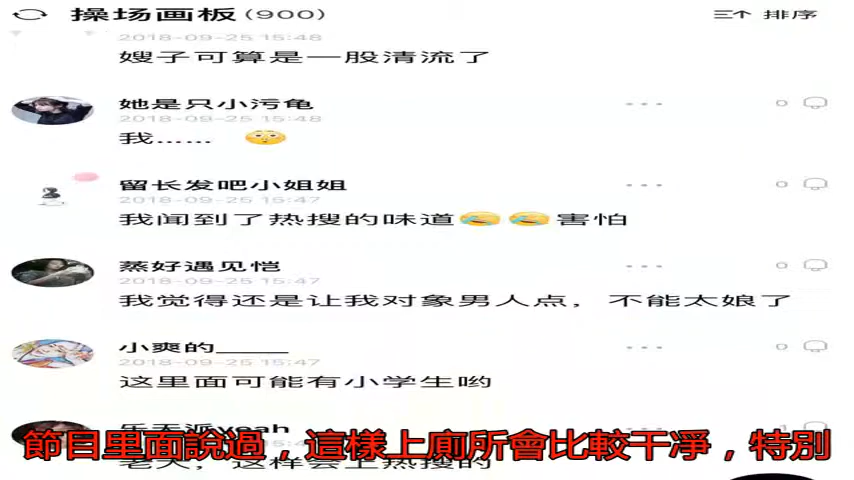 操场画板(900) 排序
2018-09-25 15:48
嫂子可算是一股清流了
她是只小污龟 0
2018-09-25 15:48
我......
留长发吧小姐姐 0
2018-09-25 15:47
我闻到了热搜的味道 害怕
蒸好遇见恺 0
2018-09-25 15:47
我觉得还是让我对象男人点，不能太娘了
小爽的____ 0
2018-09-25 15:47
这里面可能有小学生哟
乐天派yeah
節目里面說過，這樣上廁所會比較干凈，特別
老大，这样会上热搜的